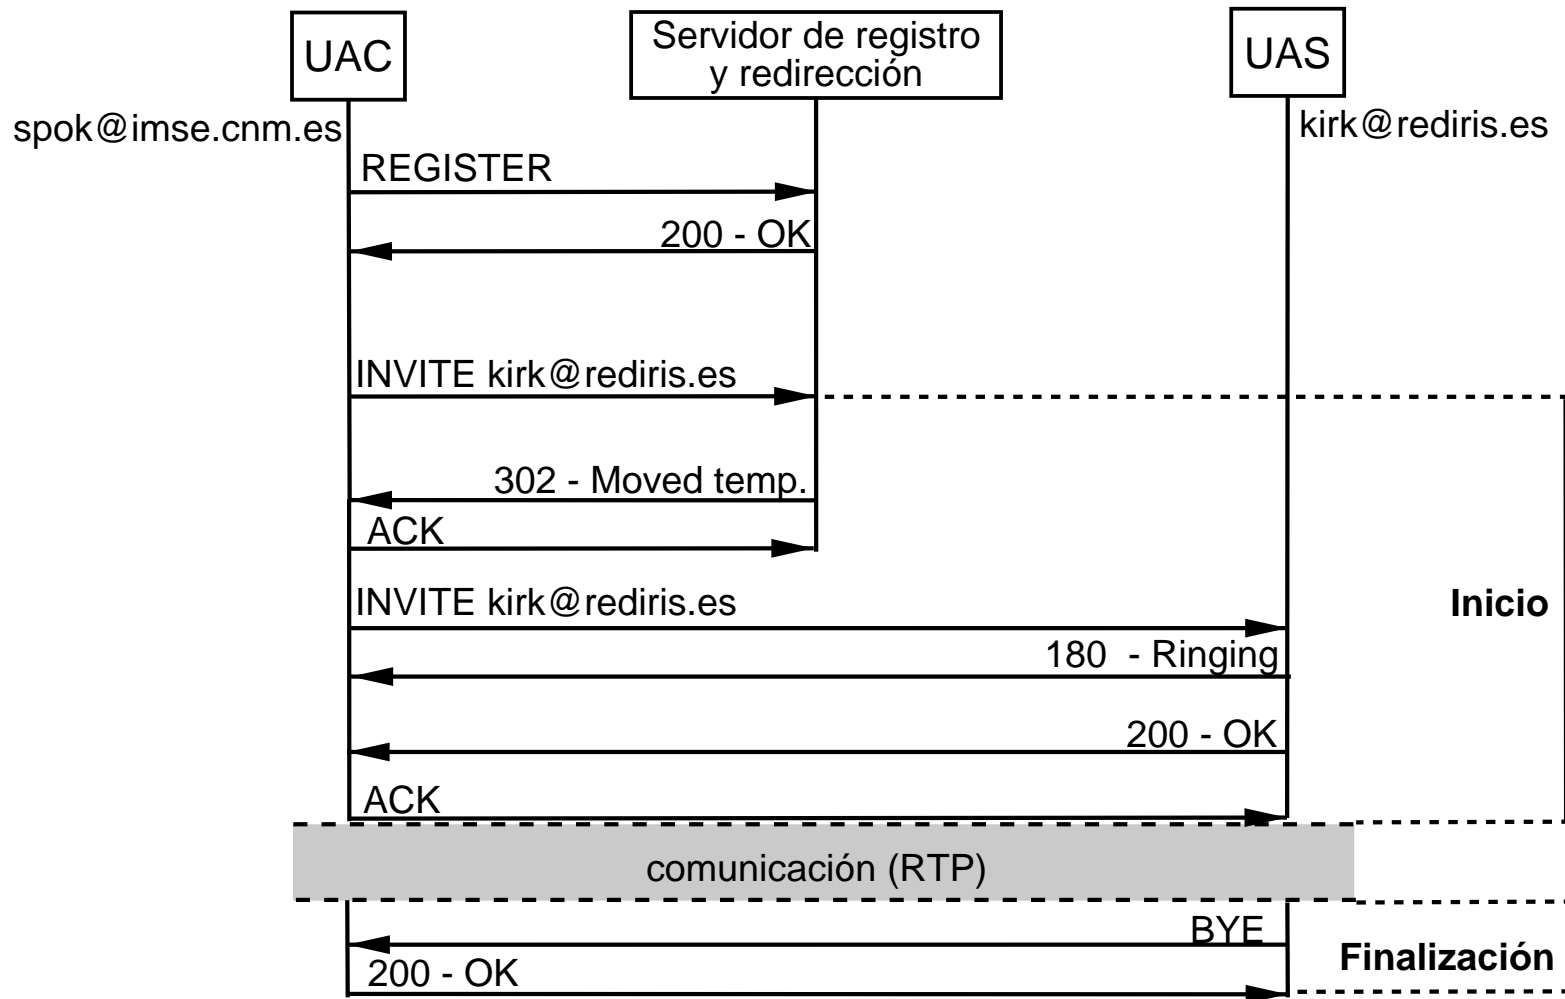 UAC
Servidor de registro
y redirección
UAS
spok@imse.cnm.es
kirk@rediris.es
REGISTER
200 - OK
INVITE kirk@rediris.es
302 - Moved temp.
ACK
INVITE kirk@rediris.es
Inicio
180 - Ringing
200 - OK
ACK
comunicación (RTP)
BYE
Finalización
200 - OK